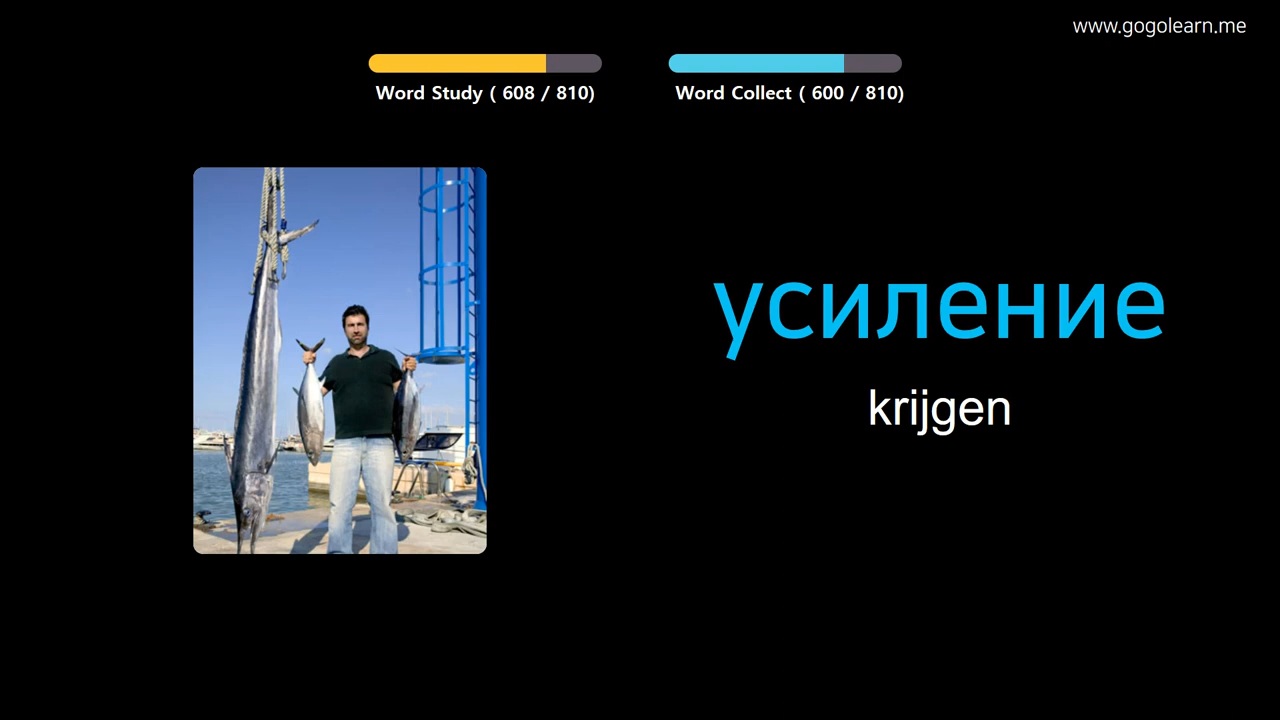 www.gogolearn.me
Word Study ( 608 / 810)
Word Collect ( 600 / 810)
усиление
krijgen